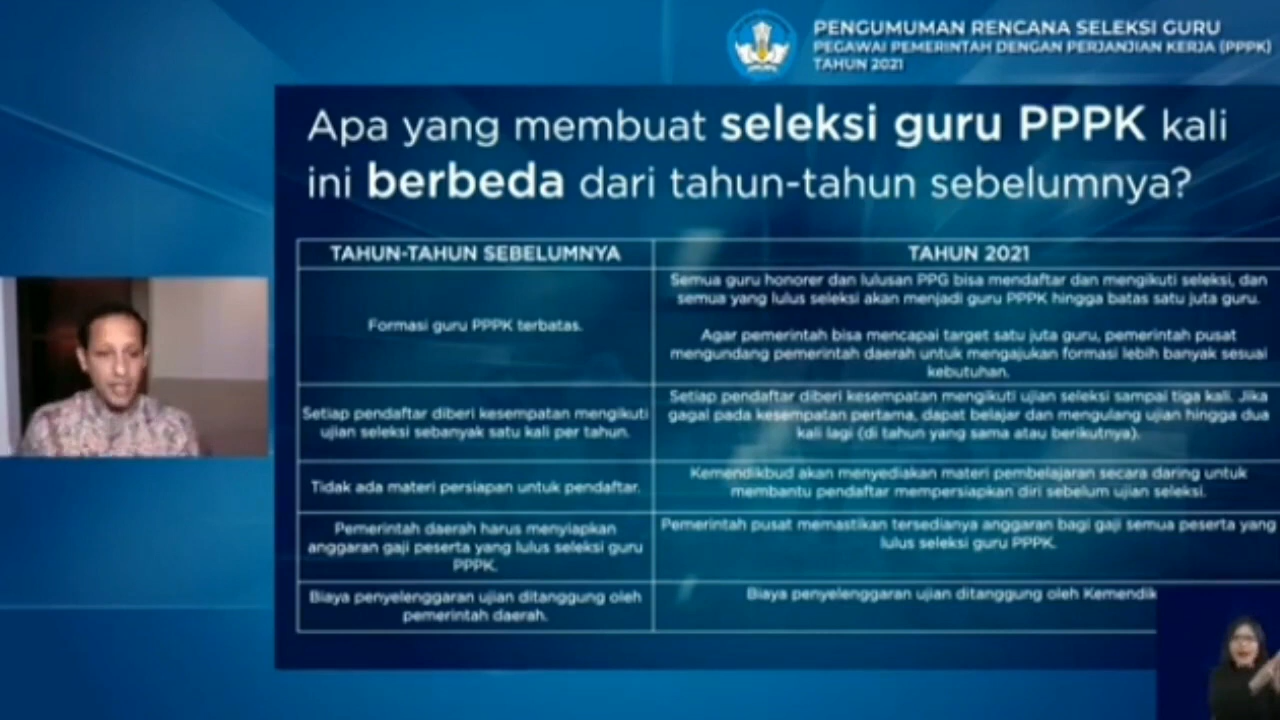 PENGUMUMAN RENCANA SELEKSI GURU
PEGAWAI PEMERINTAH DENGAN PERJANJIAN KERJA (PPPK)
TAHUN 2021
Apa yang membuat seleksi guru PPPK kali
ini berbeda dari tahun-tahun sebelumnya?
TAHUN-TAHUN SEBELUMNYA
TAHUN 2021
Formasi guru PPPK terbatas.
Semua guru honorer dan lulusan PPG bisa mendaftar dan mengikuti seleksi, dan
semua yang lulus seleksi akan menjadi guru PPPK hingga batas satu juta guru.
Agar pemerintah bisa mencapai target satu juta guru, pemerintah pusat
mengundang pemerintah daerah untuk mengajukan formasi lebih banyak sesuai
kebutuhan.
Setiap pendaftar diberi kesempatan mengikuti
ujian seleksi sebanyak satu kali per tahun.
Setiap pendaftar diberi kesempatan mengikuti ujian seleksi sampai tiga kali. Jika
gagal pada kesempatan pertama, dapat belajar dan mengulang ujian hingga dua
kali lagi (di tahun yang sama atau berikutnya).
Tidak ada materi persiapan untuk pendaftar.
Kemendikbud akan menyediakan materi pembelajaran secara daring untuk
membantu pendaftar mempersiapkan diri sebelum ujian seleksi.
Pemerintah daerah harus menyiapkan
anggaran gaji peserta yang lulus seleksi guru
PPPK.
Pemerintah pusat memastikan tersedianya anggaran bagi gaji semua peserta yang
lulus seleksi guru PPPK.
Biaya penyelenggaran ujian ditanggung oleh
pemerintah daerah.
Biaya penyelenggaran ujian ditanggung oleh Kemendik